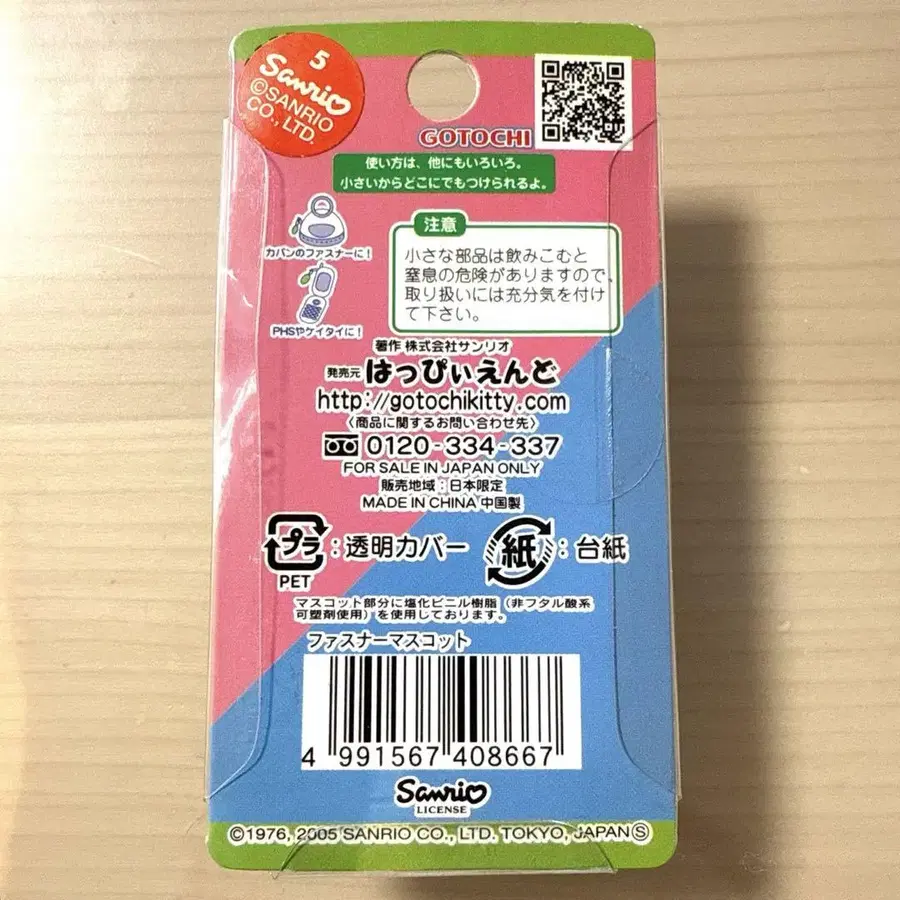 5
Sanrio
©SANRIO
CO., LTD.
GOTOCHI
使い方は、他にもいろいろ。
小さいからどこにでもつけられるよ。
カバンのファスナーに!
PHSやケイタイに!
注意
小さな部品は飲みこむと
窒息の危険がありますので、
取り扱いには充分気を付け
て下さい。
著作 株式会社サンリオ
発売元 はっぴぃえんど
http://gotochikitty.com
〈商品に関するお問い合わせ先〉
0120-334-337
FOR SALE IN JAPAN ONLY
販売地域:日本限定
MADE IN CHINA 中国製
プラ:透明カバー 紙:台紙
PET
マスコット部分に塩化ビニル樹脂(非フタル酸系
可塑剤使用)を使用しております。
ファスナーマスコット
4 991567 408667
Sanrio
LICENSE
©1976, 2005 SANRIO CO., LTD. TOKYO, JAPAN Ⓢ